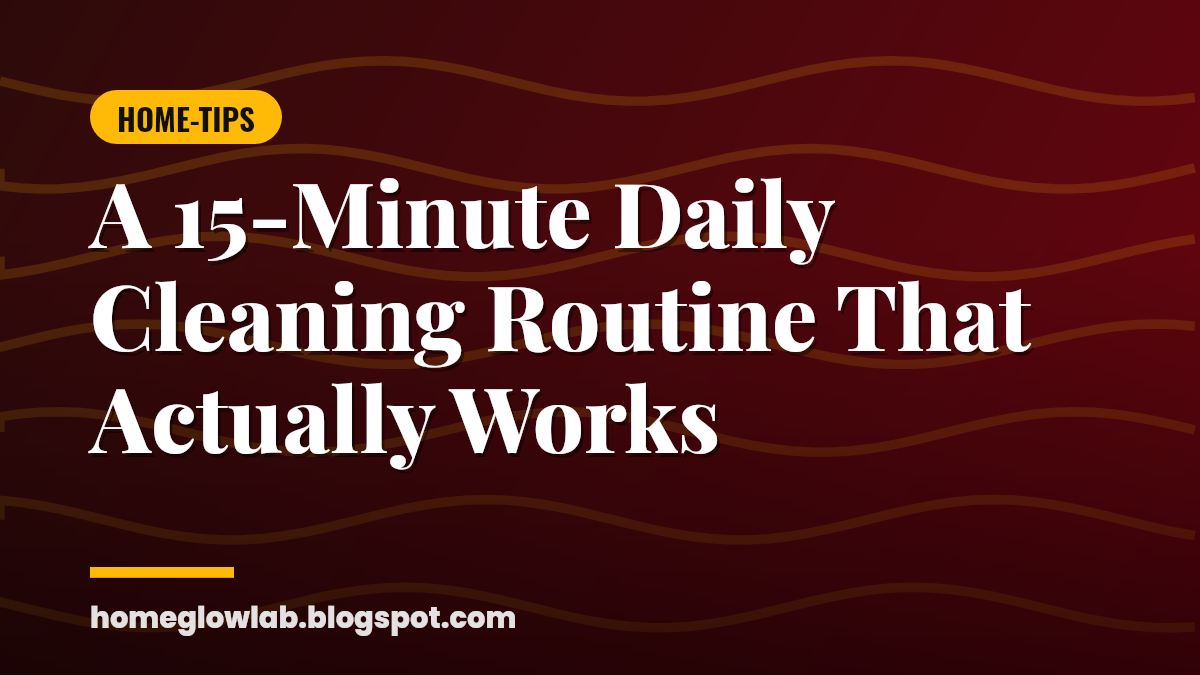 HOME-TIPS
A 15-Minute Daily
Cleaning Routine That
Actually Works
homeglowlab.blogspot.com